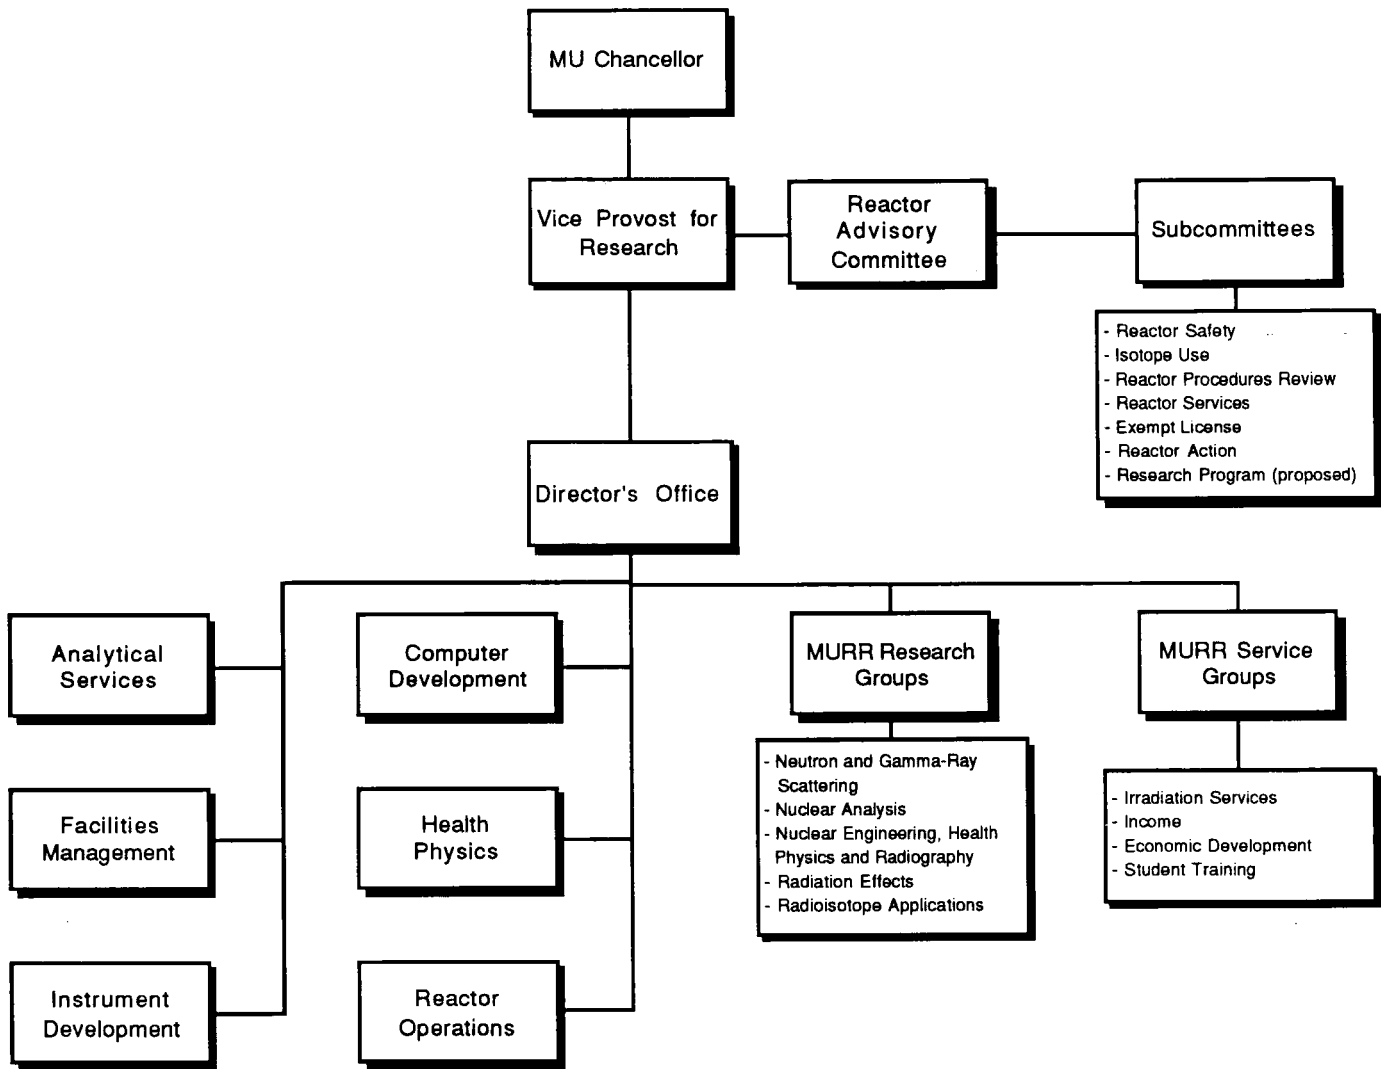 MU Chancellor
Vice Provost for
Research
Reactor
Advisory
Committee
Subcommittees
- Reactor Safety
- Isotope Use
- Reactor Procedures Review
- Reactor Services
- Exempt License
- Reactor Action
- Research Program (proposed)
Director's Office
Analytical
Services
Computer
Development
MURR Research
Groups
MURR Service
Groups
- Neutron and Gamma-Ray
Scattering
- Nuclear Analysis
- Nuclear Engineering, Health
Physics and Radiography
- Radiation Effects
- Radioisotope Applications
- Irradiation Services
- Income
- Economic Development
- Student Training
Facilities
Management
Health
Physics
Instrument
Development
Reactor
Operations